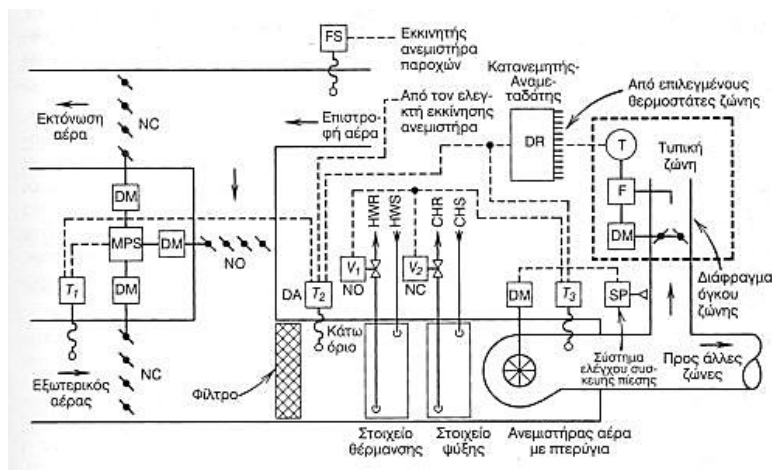 FS
Εκκινητής
ανεμιστήρα
παροχών
Κατανεμητής-
Αναμε-
ταδότης
Από επιλεγμένους
θερμοστάτες ζώνης
Από τον ελεγ-
κτή εκκίνησης
ανεμιστήρα
Εκτόνωση
αέρα
NC
Επιστρο-
φή αέρα
DR
T
Τυπική
ζώνη
F
DM
DM
MPS
DM
NO
T1
DM
DA
T2
V1
NO
HWR
HWS
V2
NC
CHR
CHS
DM
T3
SP
Διάφραγμα
όγκου
ζώνης
Κάτω
όριο
Εξωτερικός
αέρας
NC
Φίλτρο
Σύστημα
ελέγχου συσ-
κευής πίεσης
Προς άλλες
ζώνες
Στοιχείο
θέρμανσης
Στοιχείο
ψύξης
Ανεμιστήρας αέρα
με πτερύγια